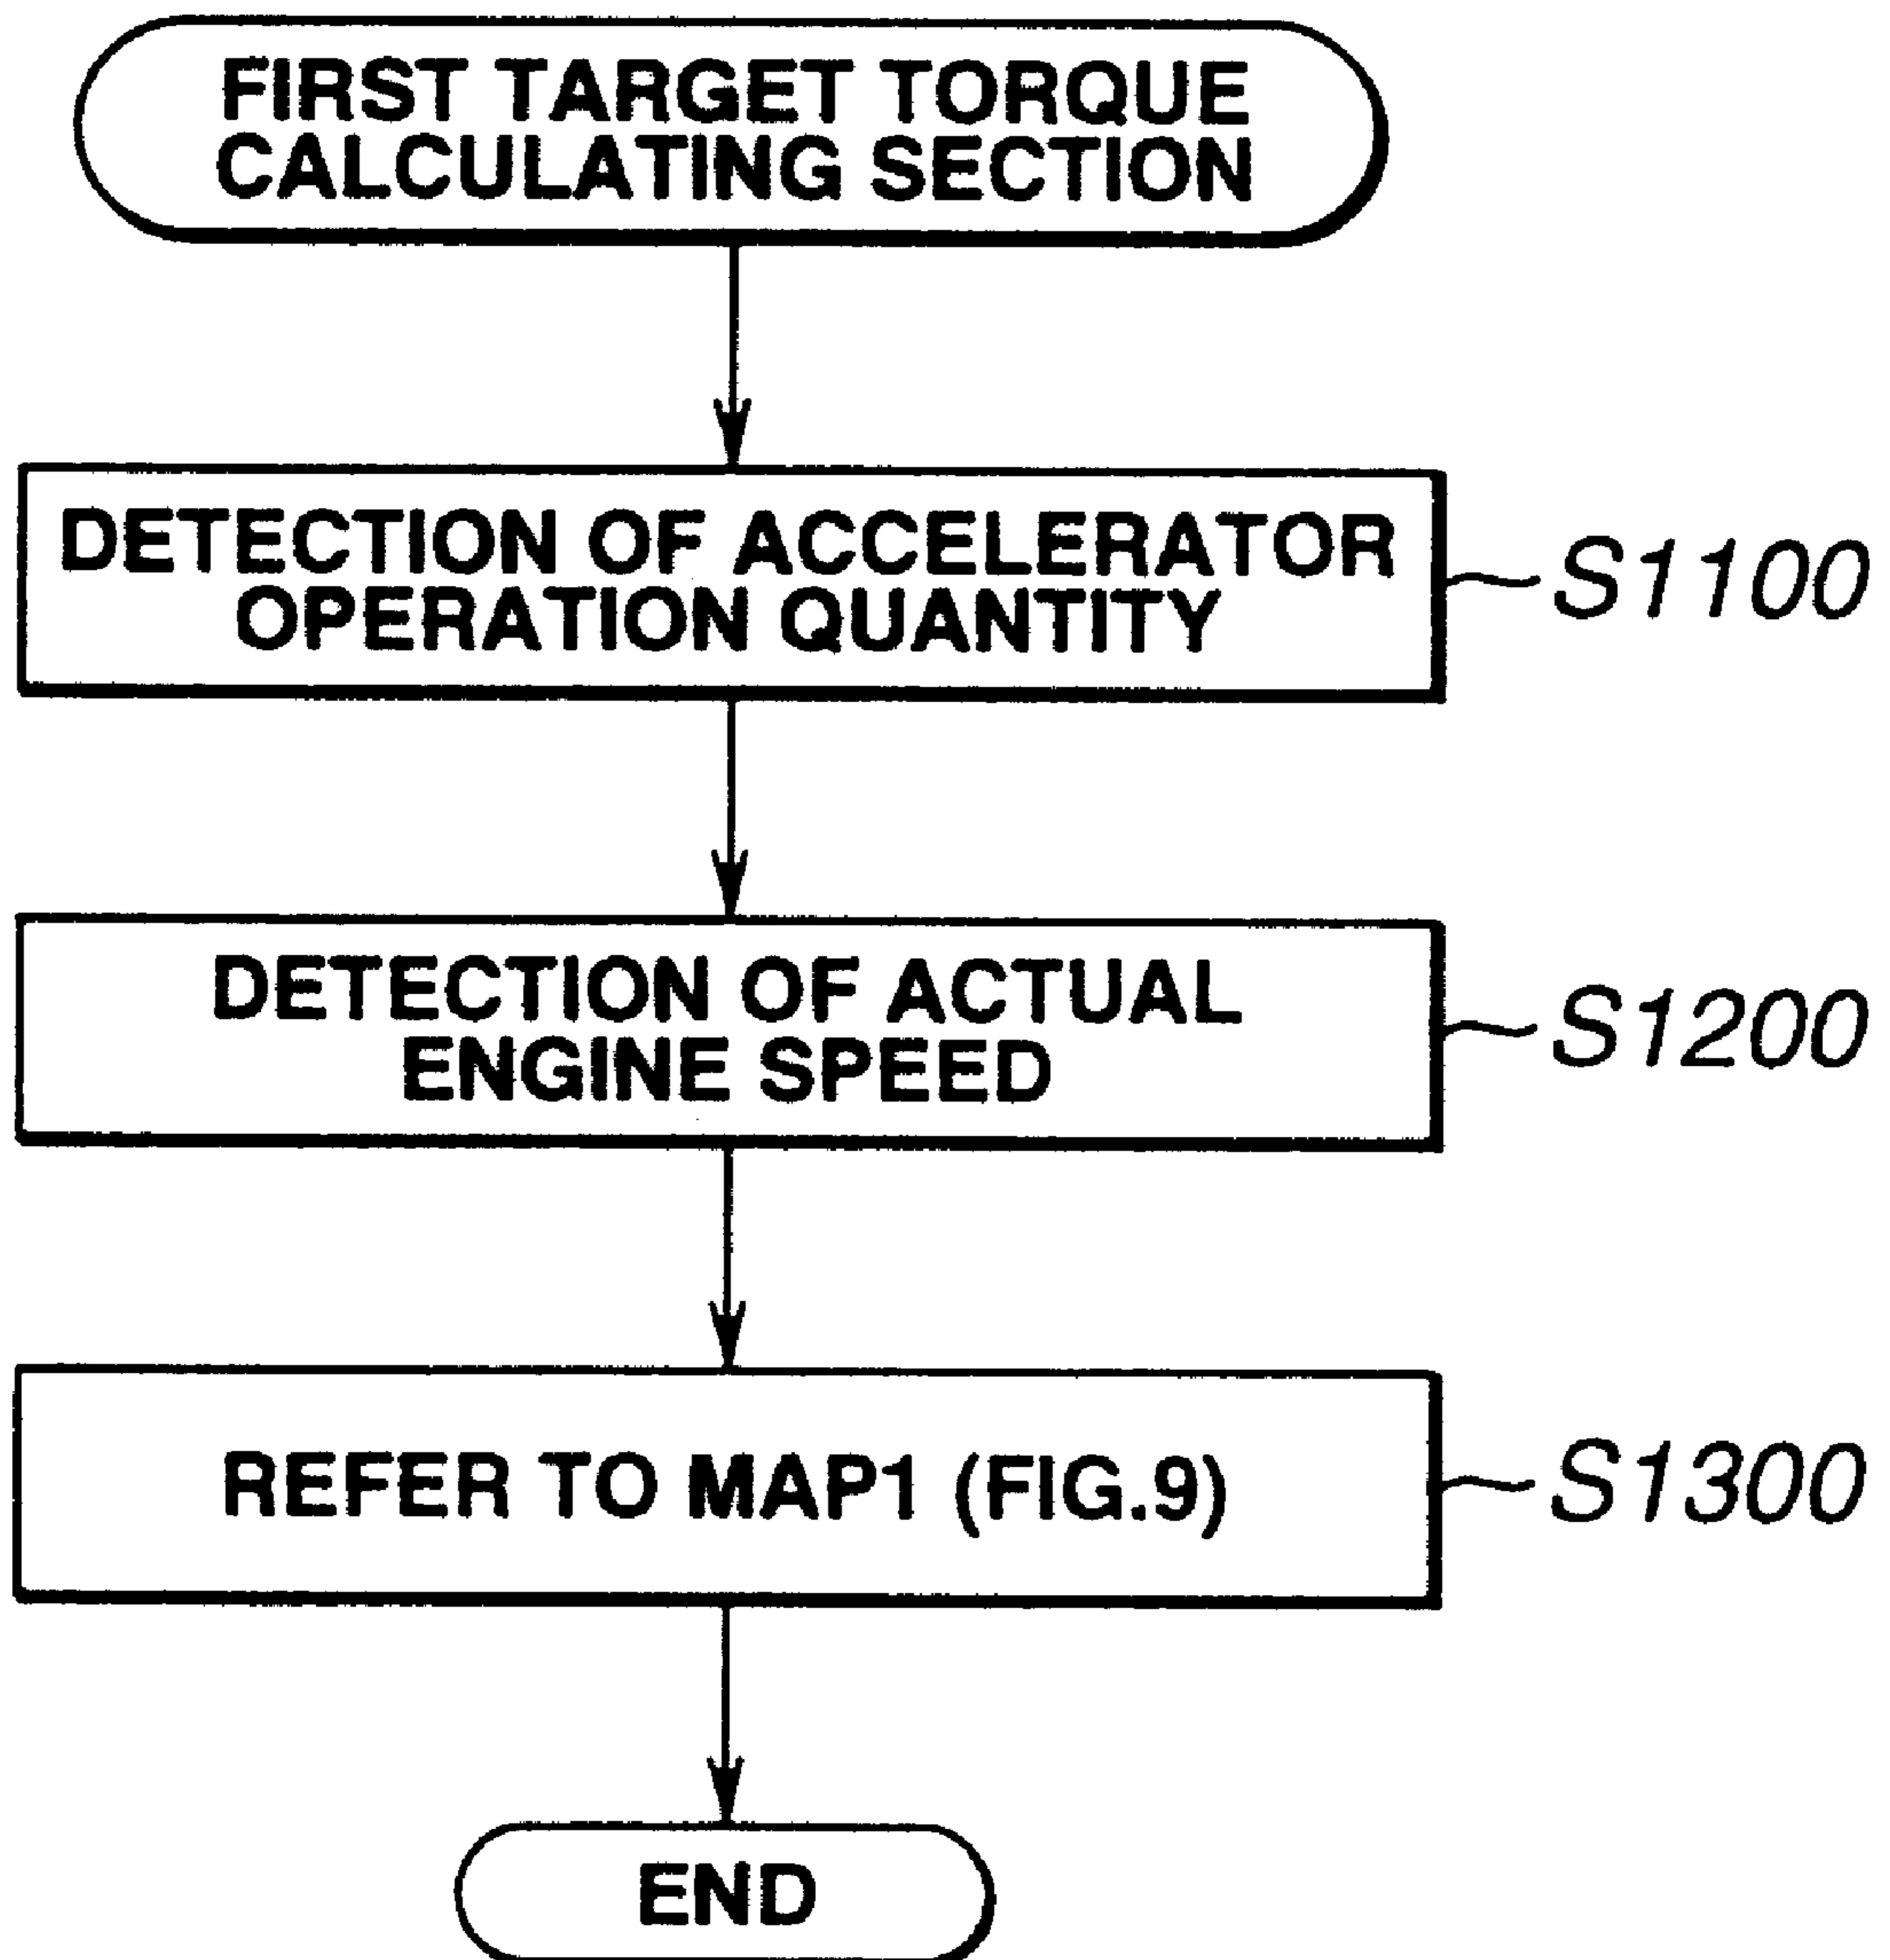 FIRST TARGET TORQUE
CALCULATING SECTION
DETECTION OF ACCELERATOR
OPERATION QUANTITY
S1100
DETECTION OF ACTUAL
ENGINE SPEED
S1200
REFER TO MAP1 (FIG.9)
S1300
END